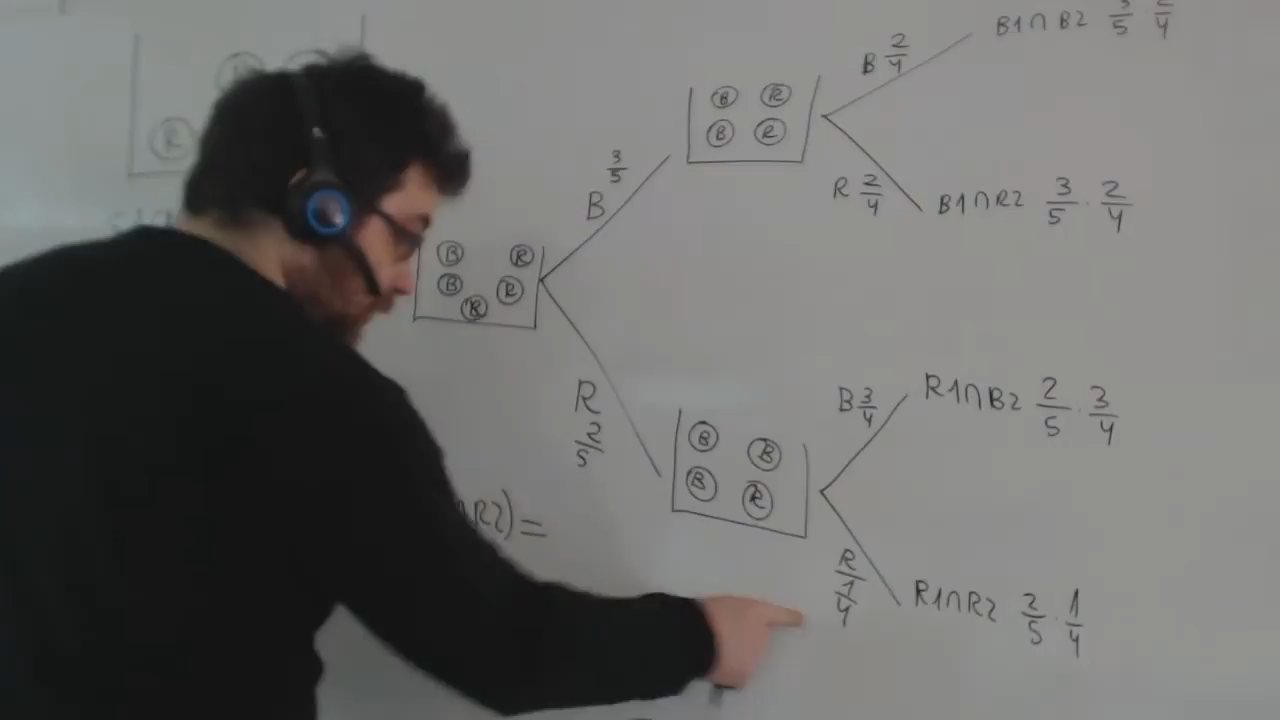 B1∩B2 3/5 2/4
B 2/4
B R
B R
R 2/4
B1∩R2 3/5 · 2/4
3/5
B
R
B R
B R
R
R
2/5
B 3/4
R1∩B2 2/5 · 3/4
B B
B R
∩R2)=
R 1/4
R1∩R2 2/5 · 1/4